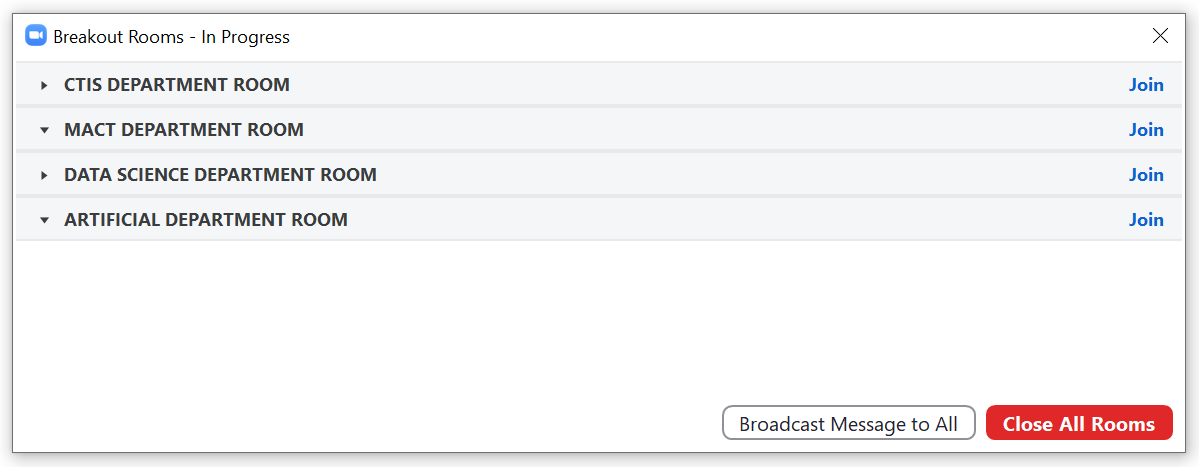 Breakout Rooms - In Progress
CTIS DEPARTMENT ROOM Join
MACT DEPARTMENT ROOM Join
DATA SCIENCE DEPARTMENT ROOM Join
ARTIFICIAL DEPARTMENT ROOM Join
Broadcast Message to All Close All Rooms